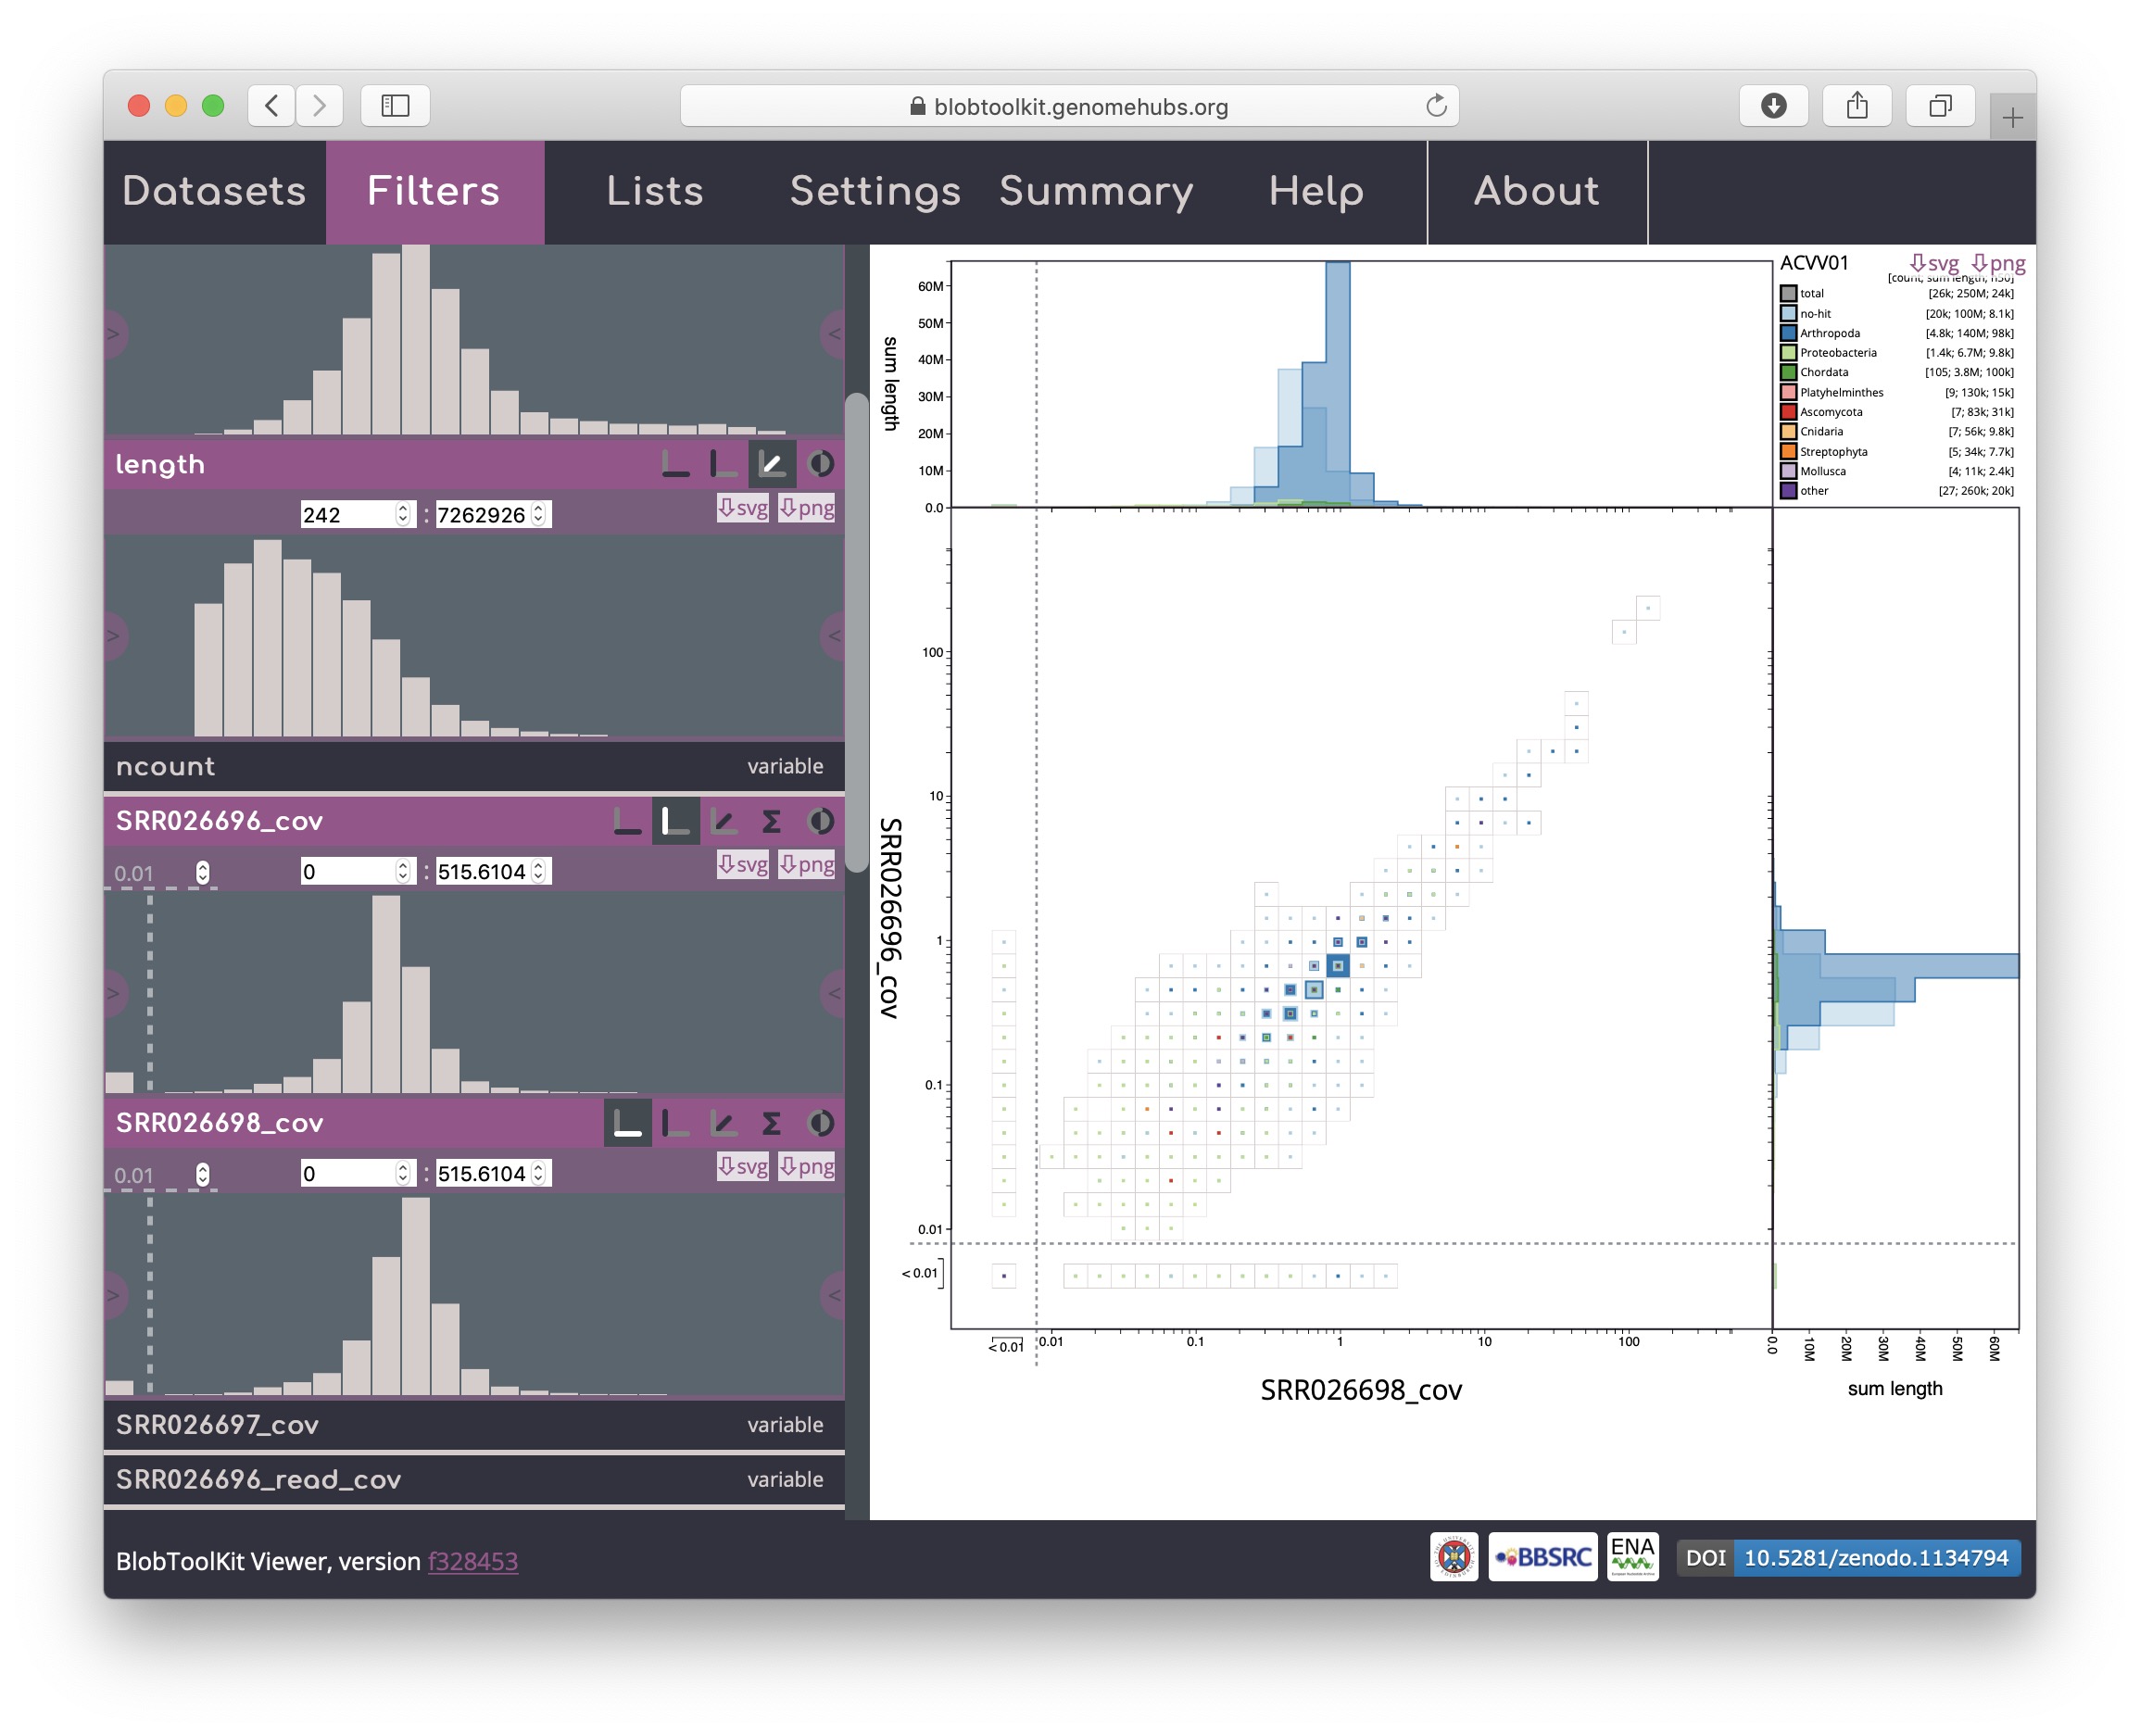 blobtoolkit.genomehubs.org
Datasets Filters Lists Settings Summary Help About
length
242 : 7262926
svg png
ncount variable
SRR026696_cov
0.01 0 : 515.6104
svg png
SRR026698_cov
0.01 0 : 515.6104
svg png
SRR026697_cov variable
SRR026696_read_cov variable
sum length
60M
50M
40M
30M
20M
10M
0.0
ACVV01
svg png
[count; sum length; n50]
total [26k; 250M; 24k]
no-hit [20k; 100M; 8.1k]
Arthropoda [4.8k; 140M; 98k]
Proteobacteria [1.4k; 6.7M; 9.8k]
Chordata [105; 3.8M; 100k]
Platyhelminthes [9; 130k; 15k]
Ascomycota [7; 83k; 31k]
Cnidaria [7; 56k; 9.8k]
Streptophyta [5; 34k; 7.7k]
Mollusca [4; 11k; 2.4k]
other [27; 260k; 20k]
SRR026696_cov
100
10
1
0.1
0.01
< 0.01
< 0.01 0.01 0.1 1 10 100
SRR026698_cov
0.0 10M 20M 30M 40M 50M 60M
sum length
BlobToolKit Viewer, version f328453
BBSRC
ENA
DOI 10.5281/zenodo.1134794